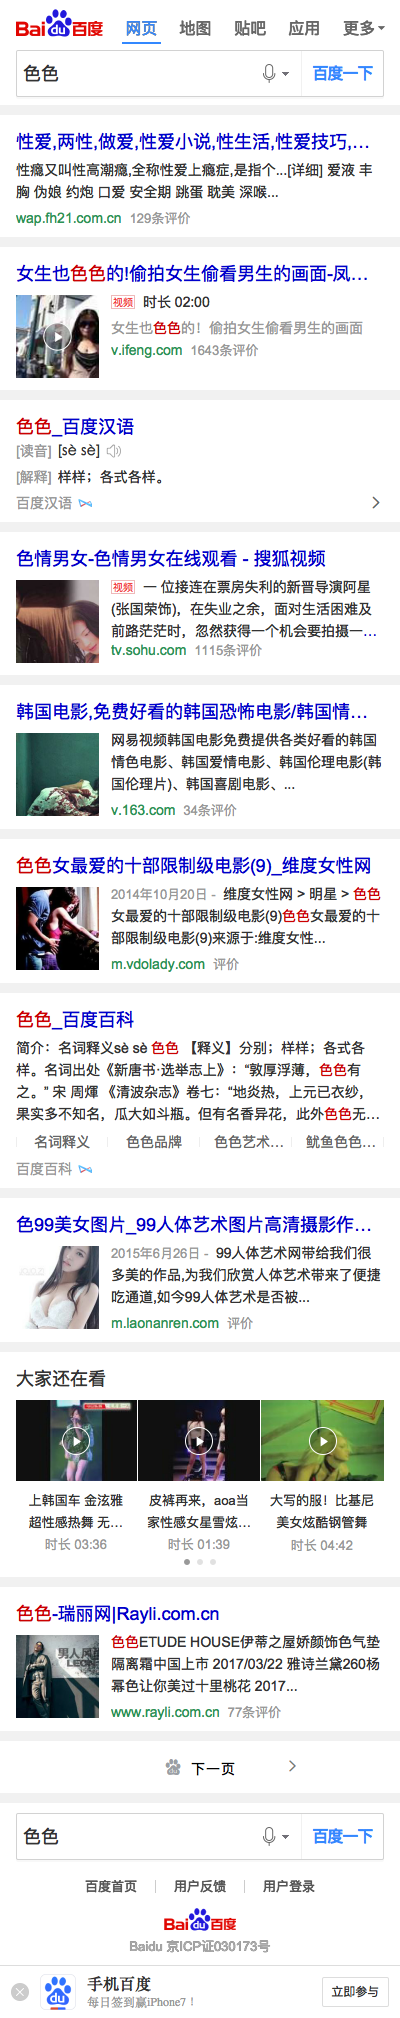 Bai du 百度 网页 地图 贴吧 应用 更多
色色 百度一下
性爱,两性,做爱,性爱小说,性生活,性爱技巧,...
性瘾又叫性高潮瘾,全称性爱上瘾症,是指个...[详细] 爱液 丰
胸 伪娘 约炮 口爱 安全期 跳蛋 耽美 深喉...
wap.fh21.com.cn 129条评价
女生也色色的!偷拍女生偷看男生的画面-凤...
视频 时长 02:00
女生也色色的！偷拍女生偷看男生的画面
v.ifeng.com 1643条评价
色色_百度汉语
[读音] [sè sè]
[解释] 样样；各式各样。
百度汉语
色情男女-色情男女在线观看 - 搜狐视频
视频 一 位接连在票房失利的新晋导演阿星
(张国荣饰)，在失业之余，面对生活困难及
前路茫茫时，忽然获得一个机会要拍摄一...
tv.sohu.com 1115条评价
韩国电影,免费好看的韩国恐怖电影/韩国情...
网易视频韩国电影免费提供各类好看的韩国
情色电影、韩国爱情电影、韩国伦理电影(韩
国伦理片)、韩国喜剧电影、...
v.163.com 34条评价
色色女最爱的十部限制级电影(9)_维度女性网
2014年10月20日 - 维度女性网 > 明星 > 色色
女最爱的十部限制级电影(9)色色女最爱的十
部限制级电影(9)来源于:维度女性...
m.vdolady.com 评价
色色_百度百科
简介：名词释义sè sè 色色 【释义】分别；样样；各式各
样。名词出处《新唐书·选举志上》：“敦厚浮薄，色色有
之。” 宋 周煇 《清波杂志》卷七：“地炎热，上元已衣纱，
果实多不知名，瓜大如斗瓶。但有名香异花，此外色色无...
名词释义 色色品牌 色色艺术... 鱿鱼色色...
百度百科
色99美女图片_99人体艺术图片高清摄影作...
2015年6月26日 - 99人体艺术网带给我们很
多美的作品,为我们欣赏人体艺术带来了便捷
吃通道,如今99人体艺术是否被...
m.laonanren.com 评价
大家还在看
上韩国车 金泫雅 皮裤再来，aoa当 大写的服！比基尼
超性感热舞 无... 家性感女星雪炫... 美女炫酷钢管舞
时长 03:36 时长 01:39 时长 04:42
色色-瑞丽网|Rayli.com.cn
色色ETUDE HOUSE伊蒂之屋娇颜饰色气垫
隔离霜中国上市 2017/03/22 雅诗兰黛260杨
幂色让你美过十里桃花 2017...
www.rayli.com.cn 77条评价
下一页
色色 百度一下
百度首页 用户反馈 用户登录
Bai du 百度
Baidu 京ICP证030173号
手机百度
每日签到赢iPhone7！
立即参与